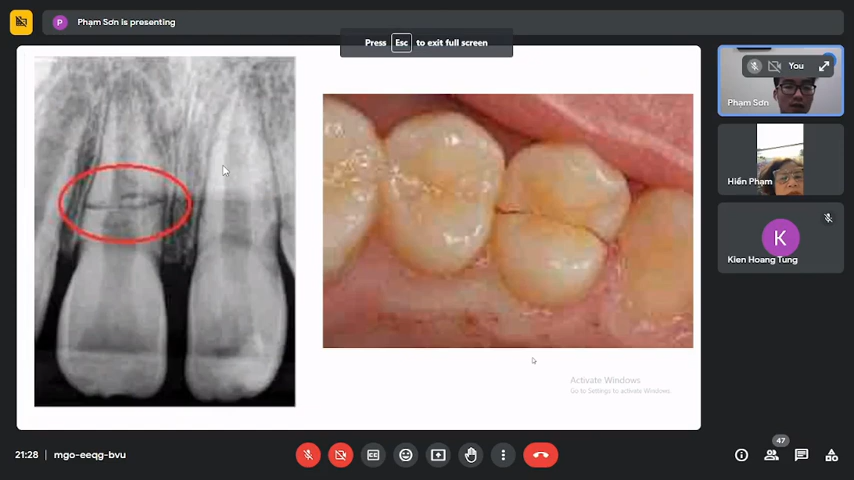 P
Phạm Sơn is presenting
Press Esc to exit full screen
You
Phạm Sơn
Hiền Phạm
K
Kien Hoang Tung
Activate Windows
Go to Settings to activate Windows.
21:28 | mgo-eeqg-bvu
47